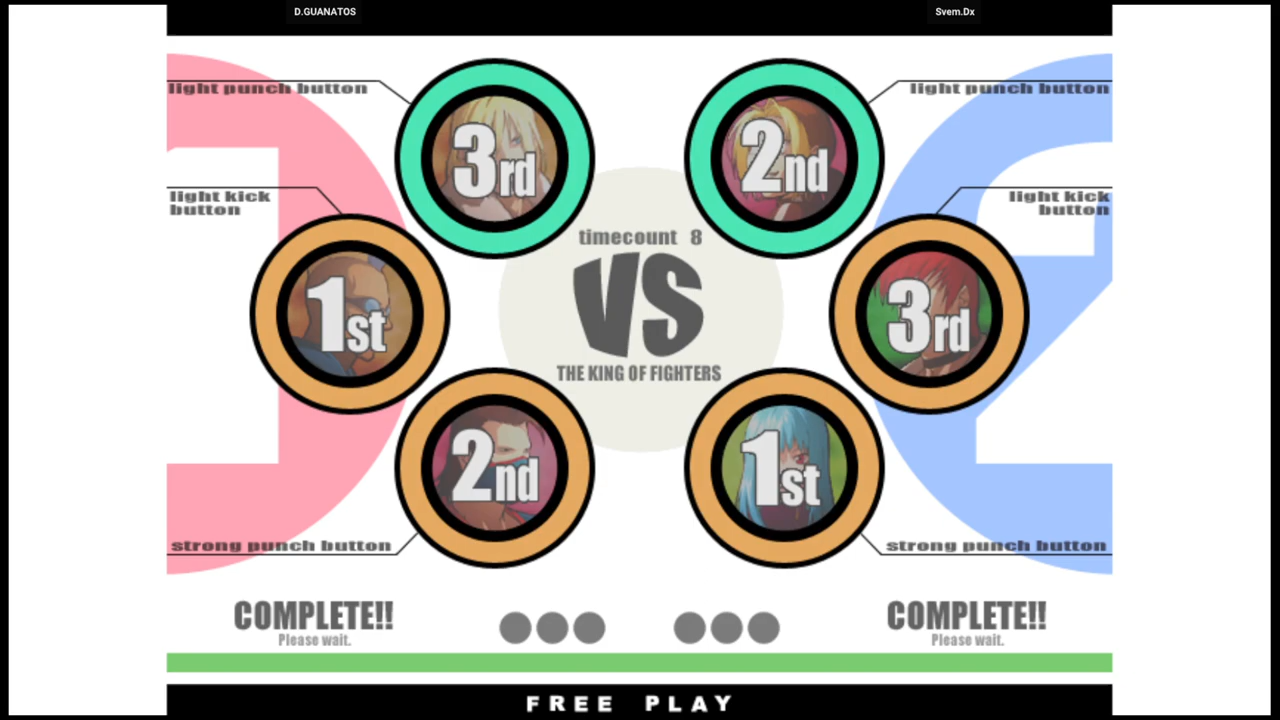 D.GUANATOS
Svem.Dx
light punch button
light punch button
3rd
2nd
light kick
button
light kick
button
timecount 8
VS
THE KING OF FIGHTERS
1st
3rd
2nd
1st
strong punch button
strong punch button
COMPLETE!!
Please wait.
COMPLETE!!
Please wait.
FREE PLAY